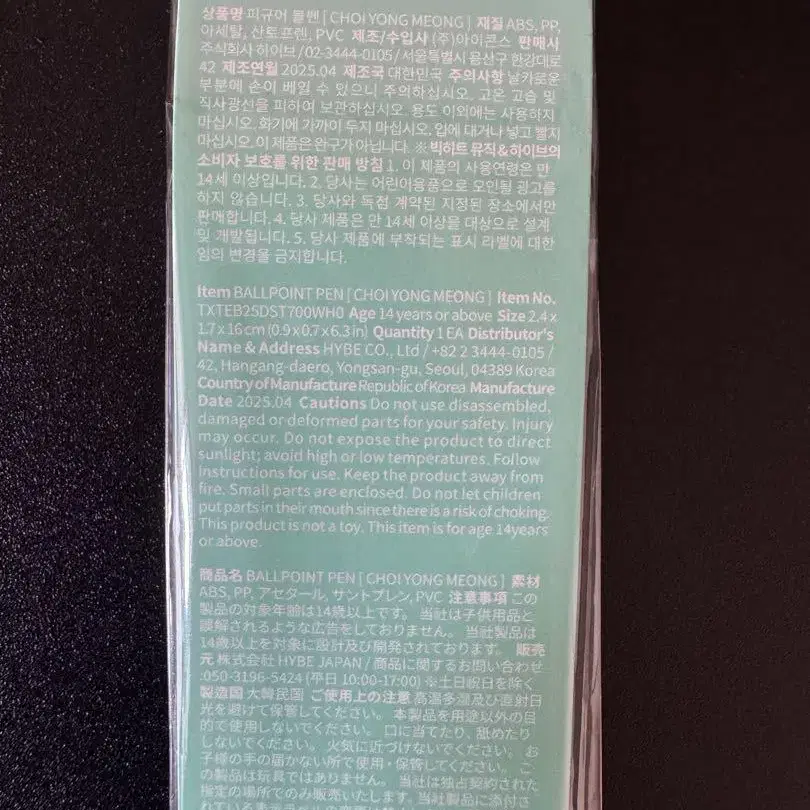 상품명 피규어 볼펜 [ CHOI YONG MEONG ] 재질 ABS, PP,
아세탈, 산토프렌, PVC 제조/수입사 (주)아이콘스 판매사
주식회사 하이브 / 02-3444-0105 / 서울특별시 용산구 한강대로
42 제조연월 2025.04 제조국 대한민국 주의사항 날카로운
부분에 손이 베일 수 있으니 주의하십시오. 고온 고습 및
직사광선을 피하여 보관하십시오. 용도 이외에는 사용하지
마십시오. 화기에 가까이 두지 마십시오. 입에 대거나 넣고 빨지
마십시오. 이 제품은 완구가 아닙니다. ※빅히트 뮤직&하이브의
소비자 보호를 위한 판매 방침 1. 이 제품의 사용연령은 만
14세 이상입니다. 2. 당사는 어린이용품으로 오인될 광고를
하지 않습니다. 3. 당사와 독점 계약된 지정된 장소에서만
판매합니다. 4. 당사 제품은 만 14세 이상을 대상으로 설계
및 개발됩니다. 5. 당사 제품에 부착되는 표시 라벨에 대한
임의 변경을 금지합니다.
Item BALLPOINT PEN [ CHOI YONG MEONG ] Item No.
TXTEB25DST700WH0 Age 14 years or above Size 2.4 x
1.7 x 16 cm (0.9 x 0.7 x 6.3 in) Quantity 1 EA Distributor's
Name & Address HYBE CO., Ltd / +82 2 3444-0105 /
42, Hangang-daero, Yongsan-gu, Seoul, 04389 Korea
Country of Manufacture Republic of Korea Manufacture
Date 2025.04 Cautions Do not use disassembled,
damaged or deformed parts for your safety. Injury
may occur. Do not expose the product to direct
sunlight; avoid high or low temperatures. Follow
instructions for use. Keep the product away from
fire. Small parts are enclosed. Do not let children
put parts in their mouth since there is a risk of choking.
This product is not a toy. This item is for age 14years
or above.
商品名 BALLPOINT PEN [ CHOI YONG MEONG ] 素材
ABS, PP, アセタール, サントプレン, PVC 注意事項 この
製品の対象年齢は14歳以上です。 当社は子供用品と
誤解されるような広告をしておりません。 当社製品は
14歳以上を対象に設計及び開発されております。 販売
元 株式会社 HYBE JAPAN / 商品に関するお問い合わせ
:050-3196-5424 (平日 10:00-17:00) ※土日祝日を除く
製造国 大韓民国 ご使用上の注意 高温多湿及び直射日
光を避けて保管してください。 本製品を用途以外の目
的で使用しないでください。 口に当てたり、舐めたり
しないでください。 火気に近づけないでください。 お
子様の手の届かない所で使用・保管してください。 こ
の製品は玩具ではありません。 当社は独占契約された
指定の場所でのみ販売いたします。当社製品に添付さ